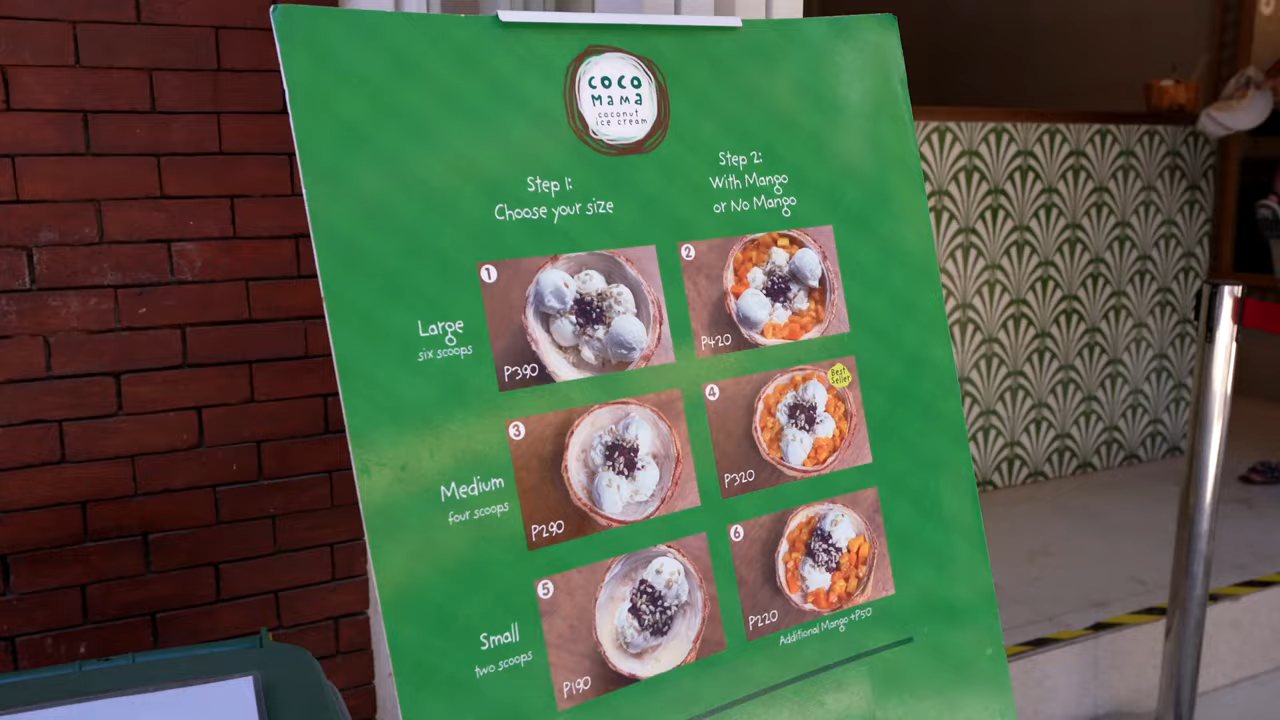 COCO
MaMa
coconut
ice cream
Step 1:
Choose your size
Step 2:
With Mango
or No Mango
Large
six scoops
1
P390
2
P420
Medium
four scoops
3
P290
4
Best
Seller
P320
Small
two scoops
5
P190
6
P220
Additional Mango +P50